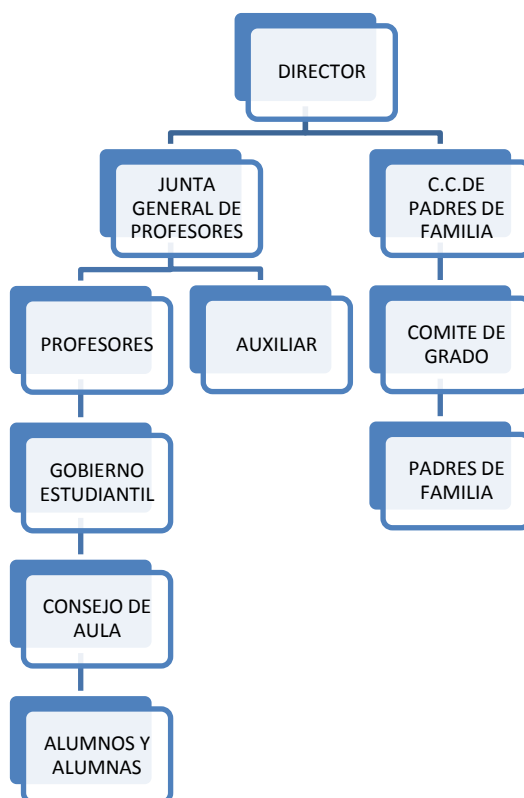 DIRECTOR
JUNTA
GENERAL DE
PROFESORES
C.C.DE
PADRES DE
FAMILIA
PROFESORES
AUXILIAR
COMITE DE
GRADO
GOBIERNO
ESTUDIANTIL
PADRES DE
FAMILIA
CONSEJO DE
AULA
ALUMNOS Y
ALUMNAS